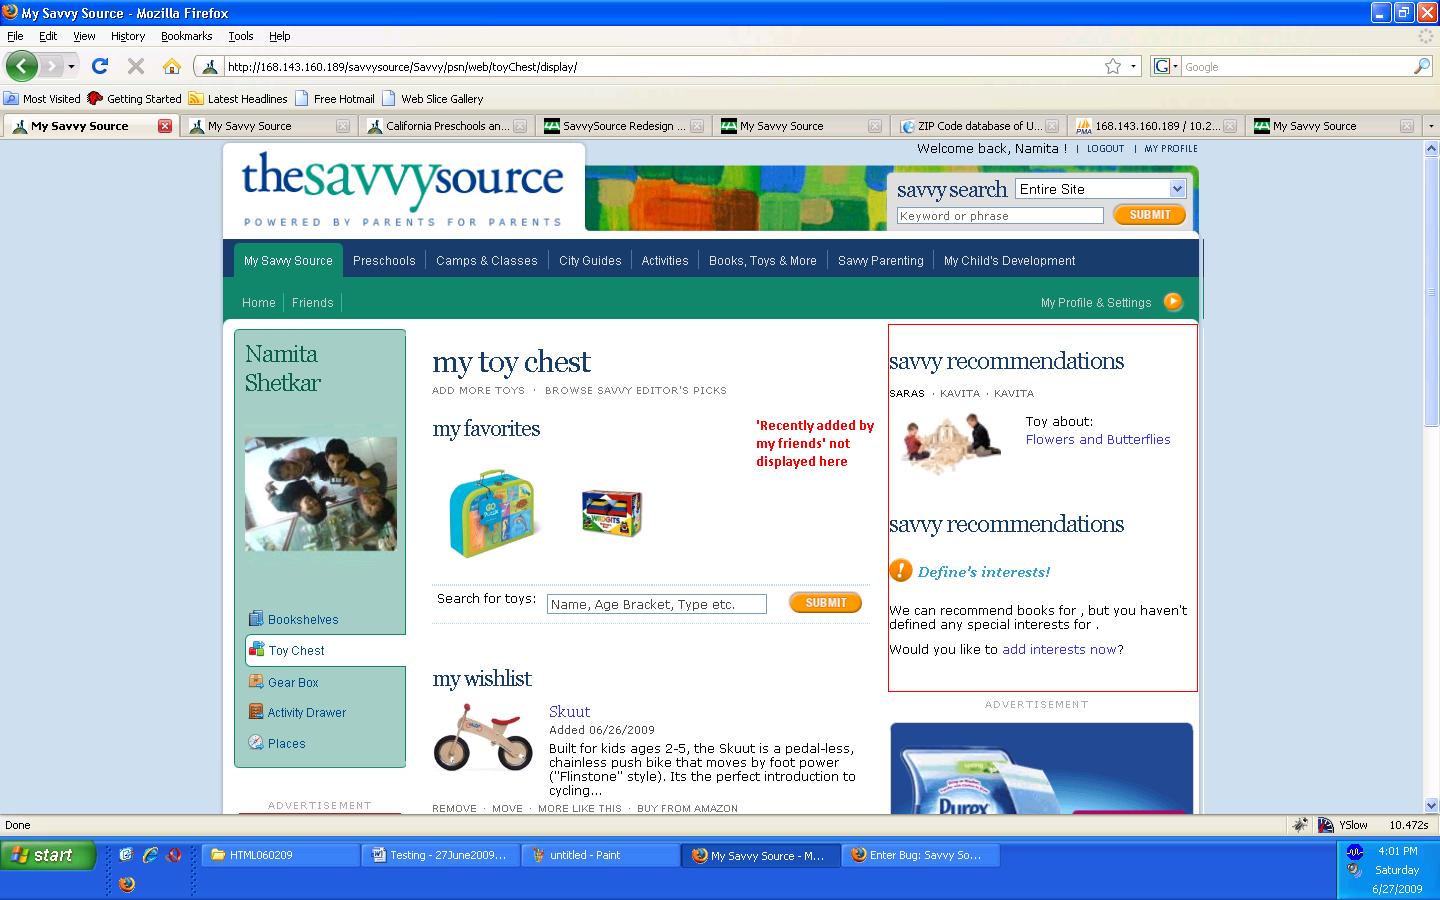 My Savvy Source - Mozilla Firefox
File Edit View History Bookmarks Tools Help
http://168.143.160.189/savvysource/Savvy/psn/web/toyChest/display/
G Google
Most Visited Getting Started Latest Headlines Free Hotmail Web Slice Gallery
My Savvy Source My Savvy Source California Preschools an... SavvySource Redesign ... My Savvy Source ZIP Code database of U... PMA 168.143.160.189 / 10.2... My Savvy Source
Welcome back, Namita ! | LOGOUT | MY PROFILE
thesavvysource
POWERED BY PARENTS FOR PARENTS
savvy search Entire Site
Keyword or phrase SUBMIT
My Savvy Source Preschools Camps & Classes City Guides Activities Books, Toys & More Savvy Parenting My Child's Development
Home Friends My Profile & Settings
Namita
Shetkar
Bookshelves
Toy Chest
Gear Box
Activity Drawer
Places
ADVERTISEMENT
my toy chest
ADD MORE TOYS · BROWSE SAVVY EDITOR'S PICKS
my favorites
'Recently added by
my friends' not
displayed here
GO
WRDGITS
Search for toys: Name, Age Bracket, Type etc. SUBMIT
my wishlist
Skuut
Added 06/26/2009
Built for kids ages 2-5, the Skuut is a pedal-less,
chainless push bike that moves by foot power
("Flinstone" style). Its the perfect introduction to
cycling...
REMOVE · MOVE · MORE LIKE THIS · BUY FROM AMAZON
savvy recommendations
SARAS · KAVITA · KAVITA
Toy about:
Flowers and Butterflies
savvy recommendations
! Define's interests!
We can recommend books for , but you haven't
defined any special interests for .
Would you like to add interests now?
ADVERTISEMENT
Purex
Done YSlow 10.472s
start HTML060209 Testing - 27June2009... untitled - Paint My Savvy Source - M... Enter Bug: Savvy So...
4:01 PM
Saturday
6/27/2009